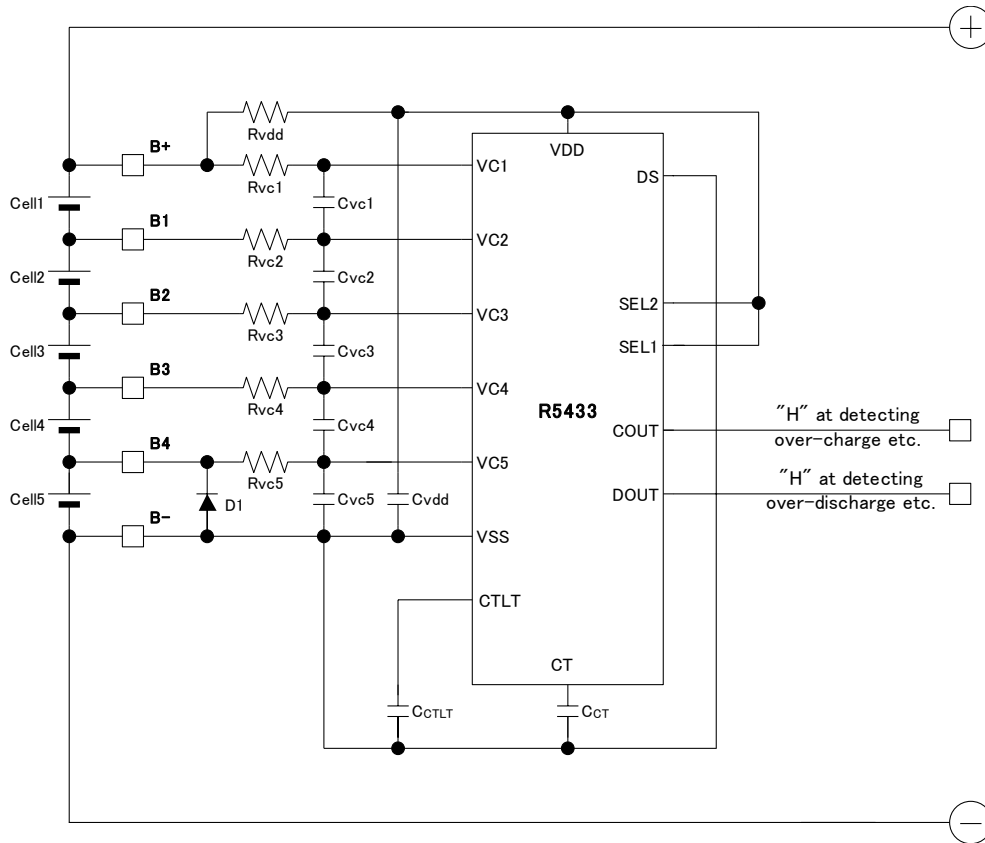 +
B+
Rvdd
VDD
Rvc1
VC1
DS
Cell1
Cvc1
B1
Rvc2
VC2
Cell2
Cvc2
B2
Rvc3
VC3
SEL2
SEL1
Cell3
Cvc3
B3
Rvc4
VC4
R5433
Cell4
Cvc4
COUT
"H" at detecting
over-charge etc.
B4
Rvc5
VC5
Cell5
D1
Cvc5
Cvdd
DOUT
"H" at detecting
over-discharge etc.
B-
VSS
CTLT
CT
CCTLT
CCT
−